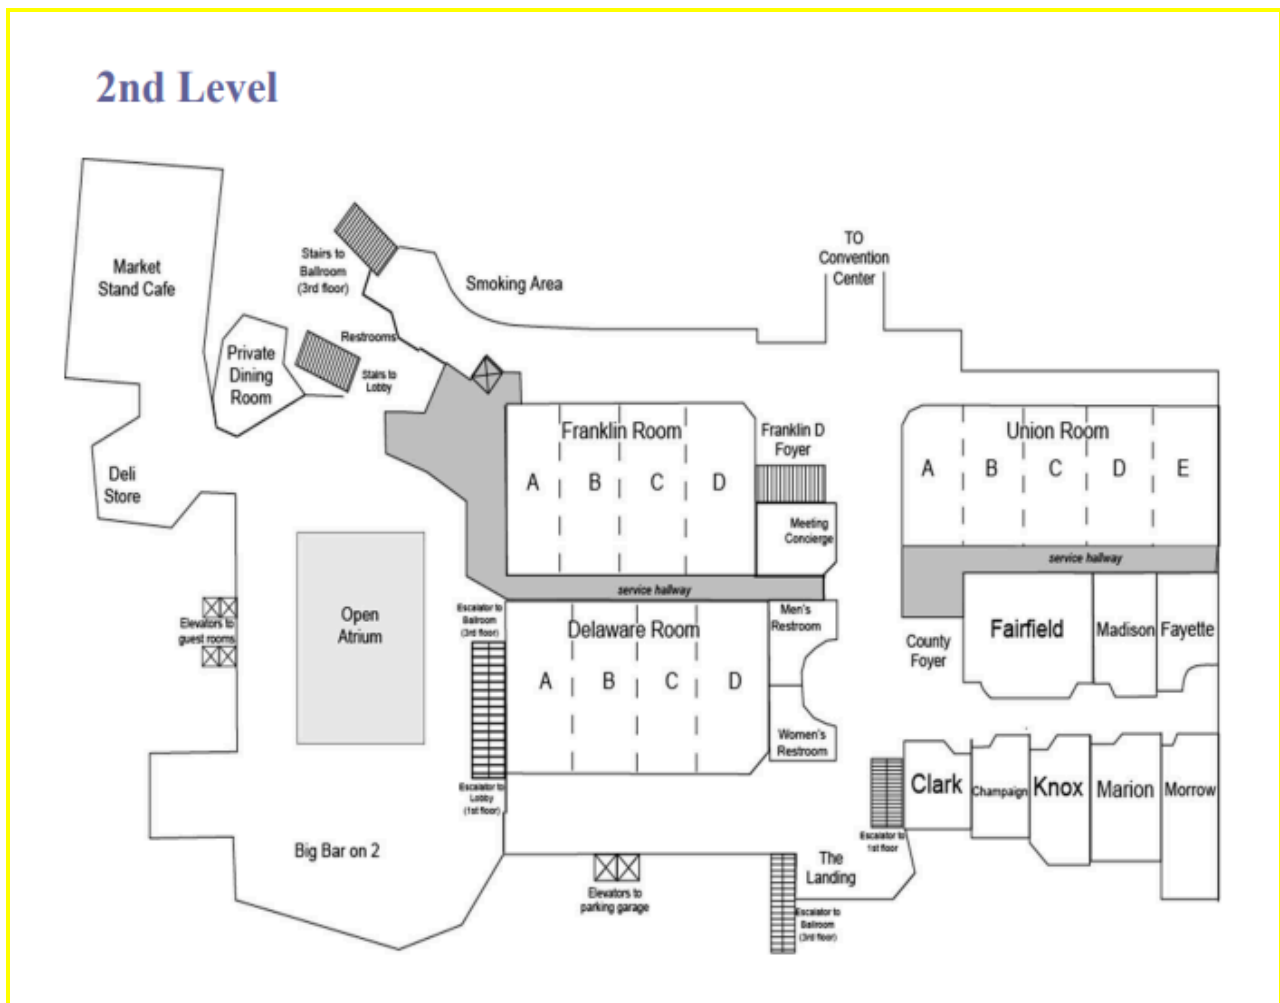 2nd Level
Market
Stand Cafe
Stairs to
Ballroom
(3rd floor)
Smoking Area
TO
Convention
Center
Restrooms
Private
Dining
Room
Stairs to
Lobby
Deli
Store
Franklin Room
A B C D
Franklin D
Foyer
Meeting
Concierge
Union Room
A B C D E
service hallway
service hallway
Open
Atrium
Elevators to
guest rooms
Escalator to
Ballroom
(3rd floor)
Delaware Room
A B C D
Men's
Restroom
Women's
Restroom
County
Foyer
Fairfield
Madison
Fayette
Escalator to
Lobby
(1st floor)
Clark
Champaign
Knox
Marion
Morrow
Escalator to
1st floor
Big Bar on 2
The
Landing
Elevators to
parking garage
Escalator to
Ballroom
(3rd floor)